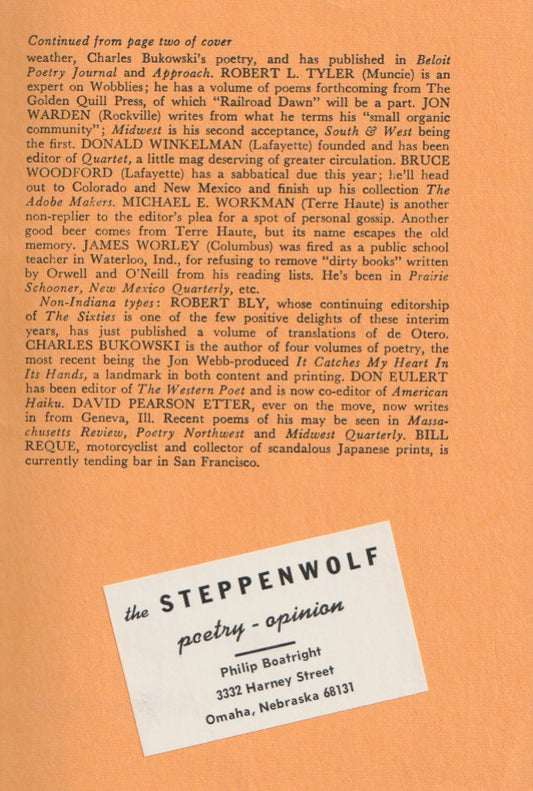 Continued from page two of cover
weather, Charles Bukowski's poetry, and has published in Beloit
Poetry Journal and Approach. ROBERT L. TYLER (Muncie) is an
expert on Wobblies; he has a volume of poems forthcoming from The
Golden Quill Press, of which "Railroad Dawn" will be a part. JON
WARDEN (Rockville) writes from what he terms his "small organic
community"; Midwest is his second acceptance, South & West being
the first. DONALD WINKELMAN (Lafayette) founded and has been
editor of Quartet, a little mag deserving of greater circulation. BRUCE
WOODFORD (Lafayette) has a sabbatical due this year; he'll head
out to Colorado and New Mexico and finish up his collection The
Adobe Makers. MICHAEL E. WORKMAN (Terre Haute) is another
non-replier to the editor's plea for a spot of personal gossip. Another
good beer comes from Terre Haute, but its name escapes the old
memory. JAMES WORLEY (Columbus) was fired as a public school
teacher in Waterloo, Ind., for refusing to remove "dirty books" written
by Orwell and O'Neill from his reading lists. He's been in Prairie
Schooner, New Mexico Quarterly, etc.
Non-Indiana types: ROBERT BLY, whose continuing editorship
of The Sixties is one of the few positive delights of these interim
years, has just published a volume of translations of de Otero.
CHARLES BUKOWSKI is the author of four volumes of poetry, the
most recent being the Jon Webb-produced It Catches My Heart In
Its Hands, a landmark in both content and printing. DON EULERT
has been editor of The Western Poet and is now co-editor of American
Haiku. DAVID PEARSON ETTER, ever on the move, now writes
in from Geneva, Ill. Recent poems of his may be seen in Massa-
chusetts Review, Poetry Northwest and Midwest Quarterly. BILL
REQUE, motorcyclist and collector of scandalous Japanese prints, is
currently tending bar in San Francisco.
the STEPPENWOLF
poetry - opinion
Philip Boatright
3332 Harney Street
Omaha, Nebraska 68131